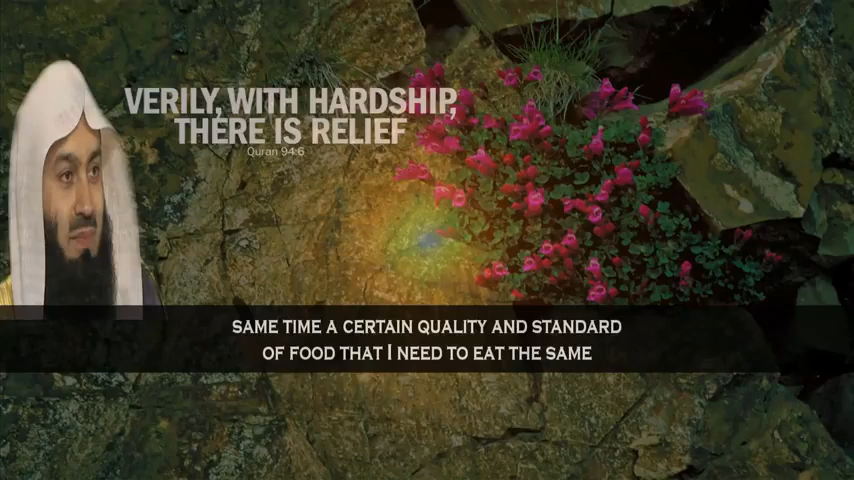 VERILY, WITH HARDSHIP,
THERE IS RELIEF
Quran 94:6
SAME TIME A CERTAIN QUALITY AND STANDARD
OF FOOD THAT I NEED TO EAT THE SAME